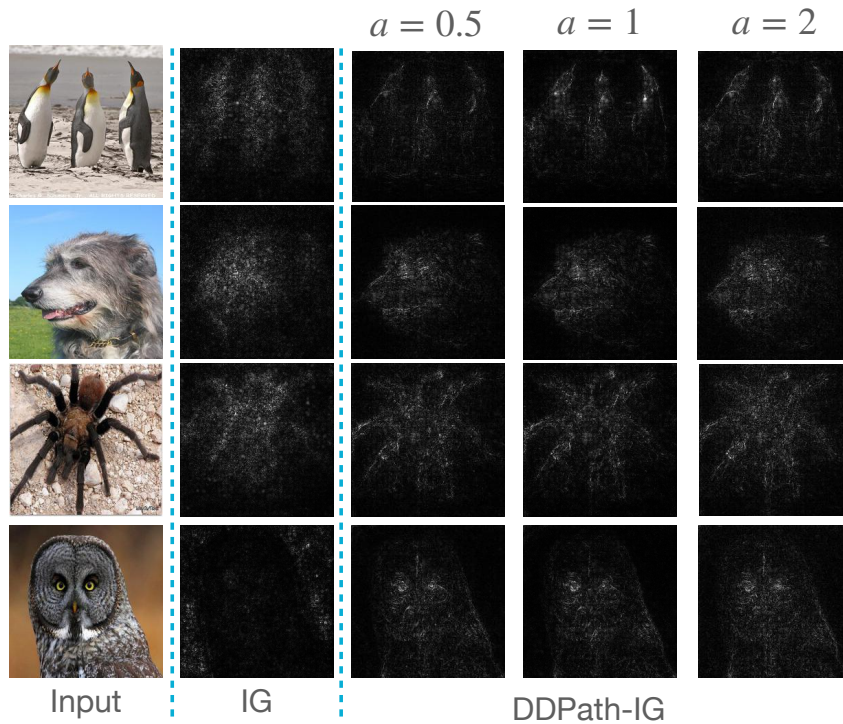 a = 0.5
a = 1
a = 2
Input
IG
DDPath-IG